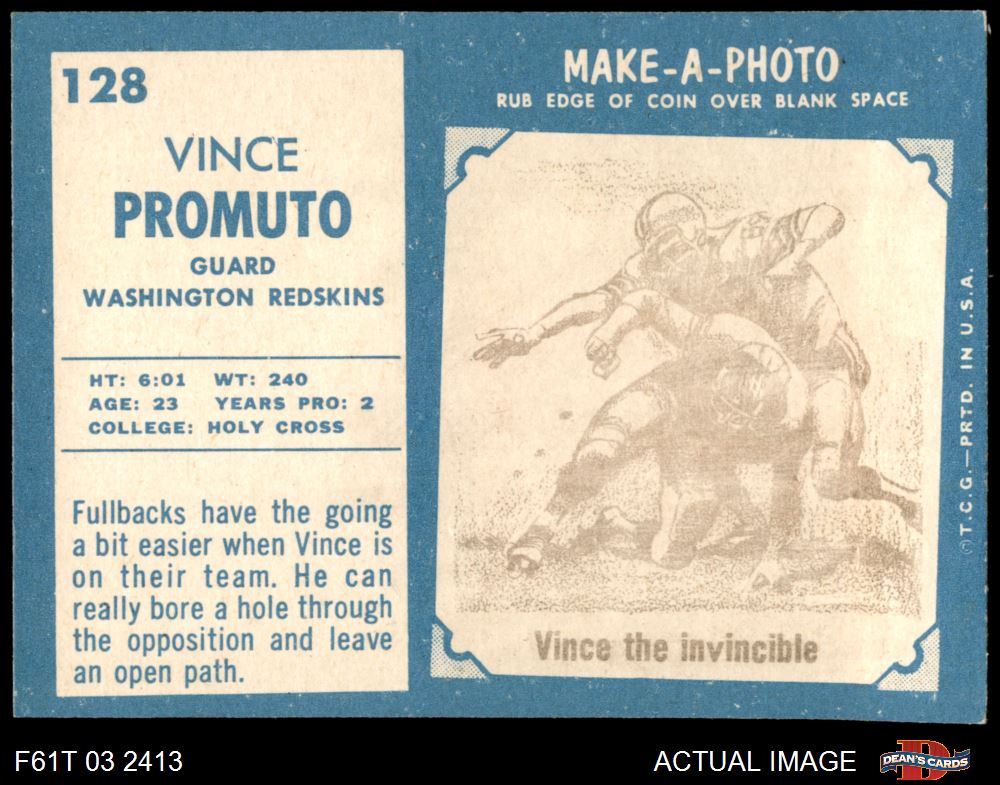 128
VINCE
PROMUTO
GUARD
WASHINGTON REDSKINS
HT: 6:01 WT: 240
AGE: 23 YEARS PRO: 2
COLLEGE: HOLY CROSS
Fullbacks have the going
a bit easier when Vince is
on their team. He can
really bore a hole through
the opposition and leave
an open path.
MAKE-A-PHOTO
RUB EDGE OF COIN OVER BLANK SPACE
Vince the invincible
©T.C.G.—PRTD. IN U.S.A.
F61T 03 2413
ACTUAL IMAGE
D
DEAN'S CARDS